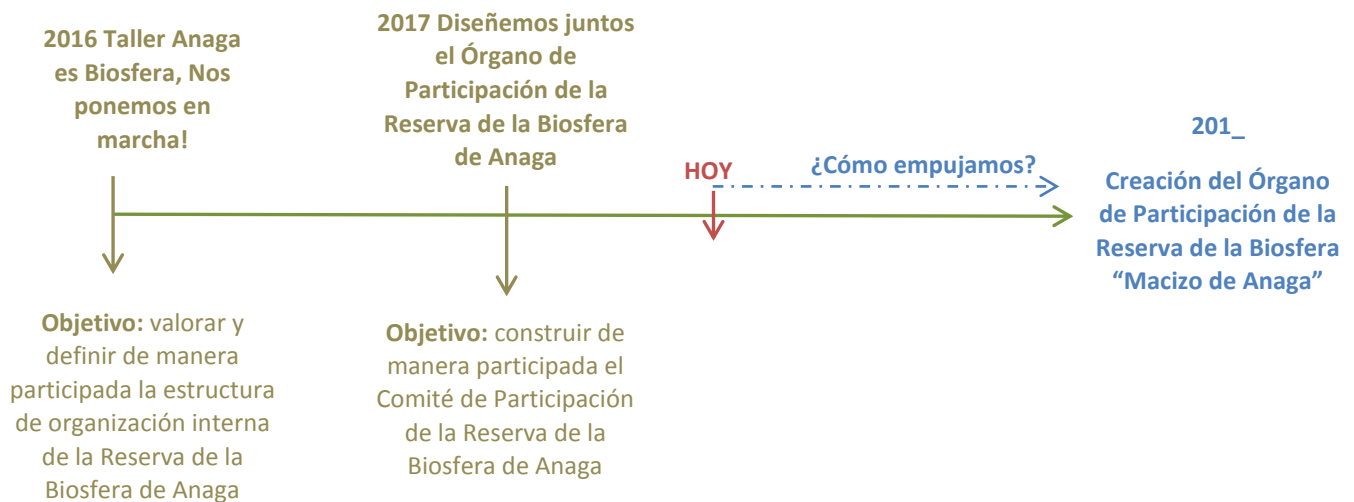 2016 Taller Anaga
es Biosfera, Nos
ponemos en
marcha!
2017 Diseñemos juntos
el Órgano de
Participación de la
Reserva de la Biosfera
de Anaga
HOY
¿Cómo empujamos?
201_
Creación del Órgano
de Participación de la
Reserva de la Biosfera
“Macizo de Anaga”
Objetivo: valorar y
definir de manera
participada la estructura
de organización interna
de la Reserva de la
Biosfera de Anaga
Objetivo: construir de
manera participada el
Comité de Participación
de la Reserva de la
Biosfera de Anaga